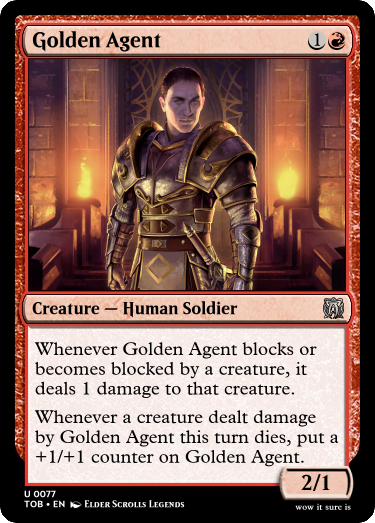 Golden Agent 1
Creature — Human Soldier
Whenever Golden Agent blocks or
becomes blocked by a creature, it
deals 1 damage to that creature.
Whenever a creature dealt damage
by Golden Agent this turn dies, put a
+1/+1 counter on Golden Agent.
2/1
U 0077
TOB • EN Elder Scrolls Legends
wow it sure is